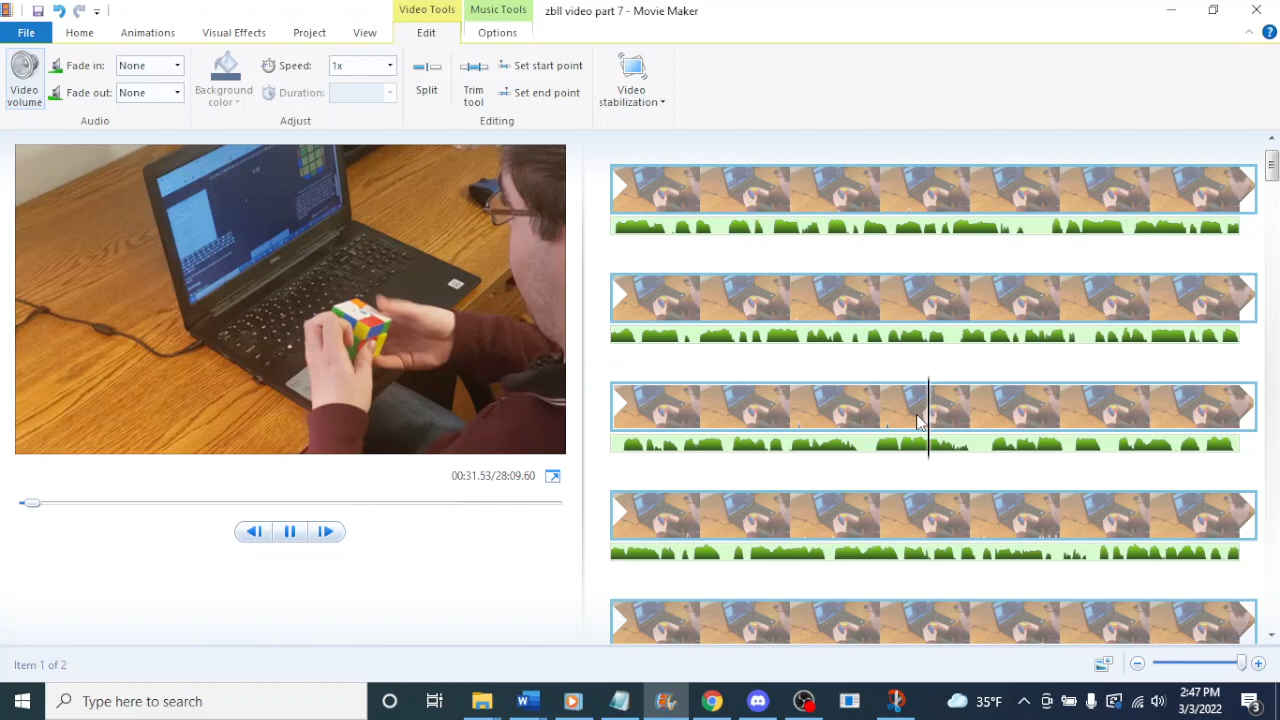 Video Tools
Music Tools
zbll video part 7 - Movie Maker
File
Home
Animations
Visual Effects
Project
View
Edit
Options
Video volume
Fade in:
None
Fade out:
None
Audio
Background color
Speed:
1x
Duration:
Adjust
Split
Trim tool
Set start point
Set end point
Editing
Video stabilization
00:31.53/28:09.60
Item 1 of 2
Type here to search
35°F
2:47 PM
3/3/2022
3